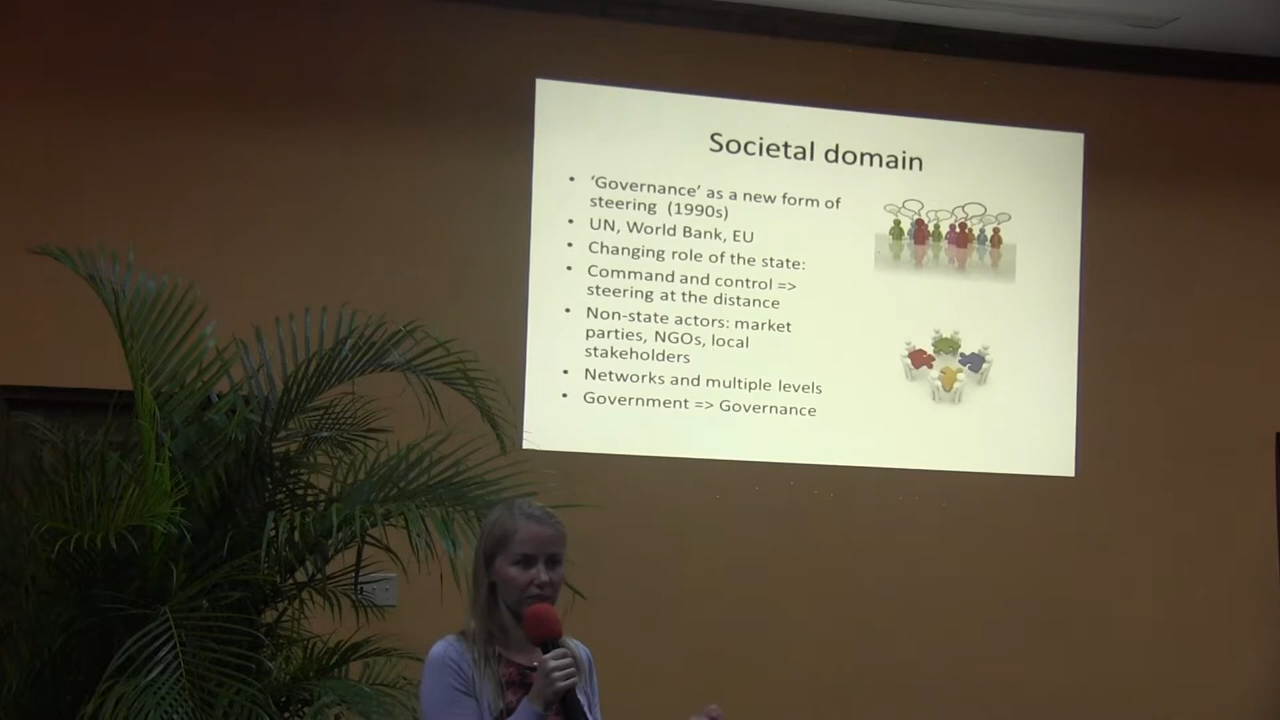 Societal domain
• ‘Governance’ as a new form of
steering (1990s)
• UN, World Bank, EU
• Changing role of the state:
• Command and control =>
steering at the distance
• Non-state actors: market
parties, NGOs, local
stakeholders
• Networks and multiple levels
• Government => Governance